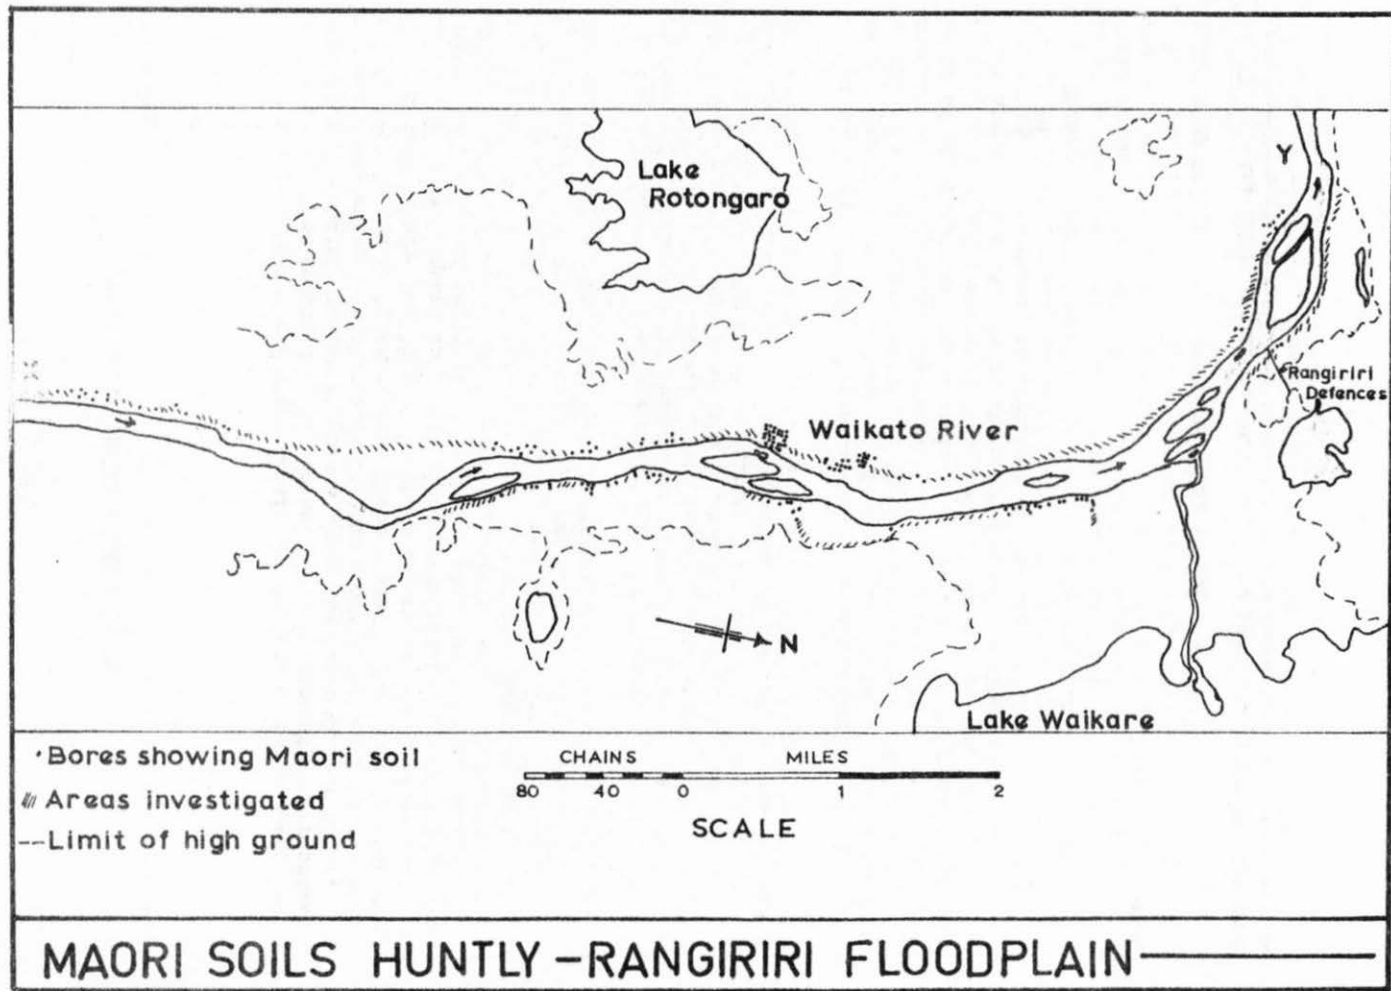 Lake
Rotongaro
Y
X
Rangiriri
Defences
Waikato River
N
Lake Waikare
Bores showing Maori soil
Areas investigated
Limit of high ground
CHAINS MILES
80 40 0 1 2
SCALE
MAORI SOILS HUNTLY-RANGIRIRI FLOODPLAIN